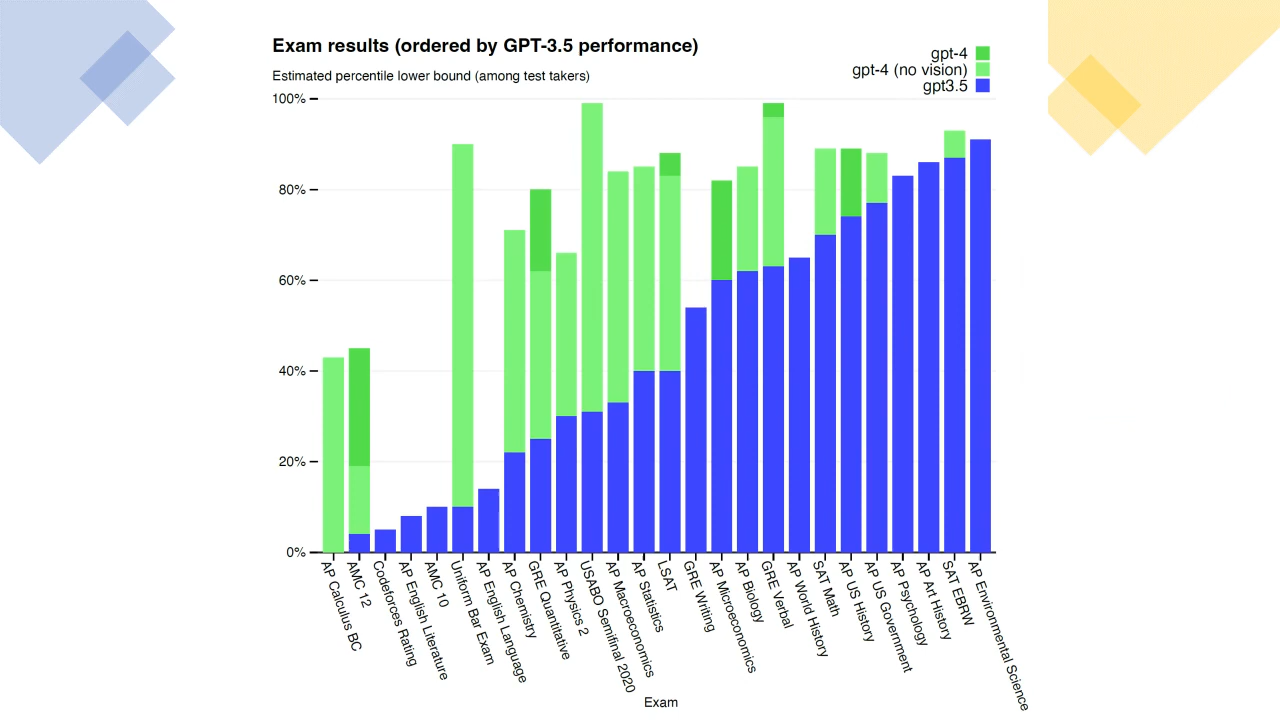 Exam results (ordered by GPT-3.5 performance)
Estimated percentile lower bound (among test takers)
gpt-4
gpt-4 (no vision)
gpt3.5
100%
80%
60%
40%
20%
0%
AP Calculus BC
AMC 12
Codeforces Rating
AP English Literature
AMC 10
Uniform Bar Exam
AP English Language
AP Chemistry
GRE Quantitative
AP Physics 2
USABO Semifinal 2020
AP Macroeconomics
AP Statistics
LSAT
GRE Writing
AP Microeconomics
AP Biology
GRE Verbal
AP World History
SAT Math
AP US History
AP US Government
AP Psychology
AP Art History
SAT EBRW
AP Environmental Science
Exam